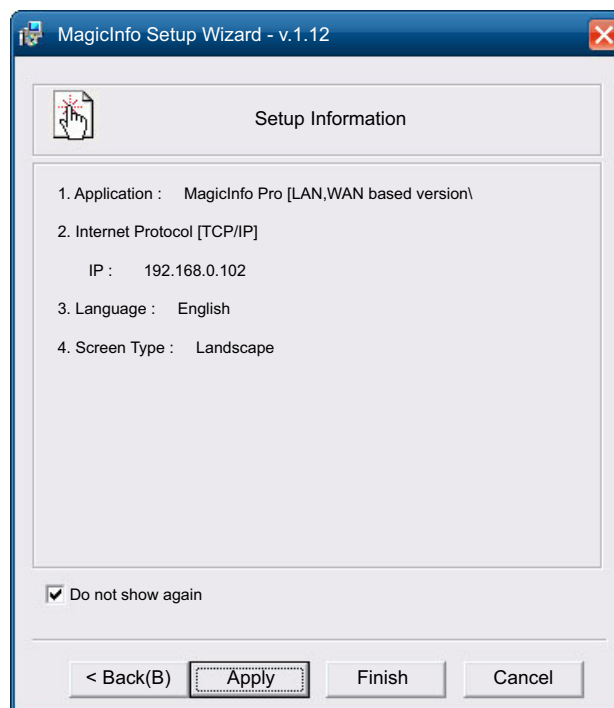 MagicInfo Setup Wizard - v.1.12
Setup Information
1. Application : MagicInfo Pro [LAN,WAN based version\
2. Internet Protocol [TCP/IP]
IP : 192.168.0.102
3. Language : English
4. Screen Type : Landscape
Do not show again
< Back(B) Apply Finish Cancel